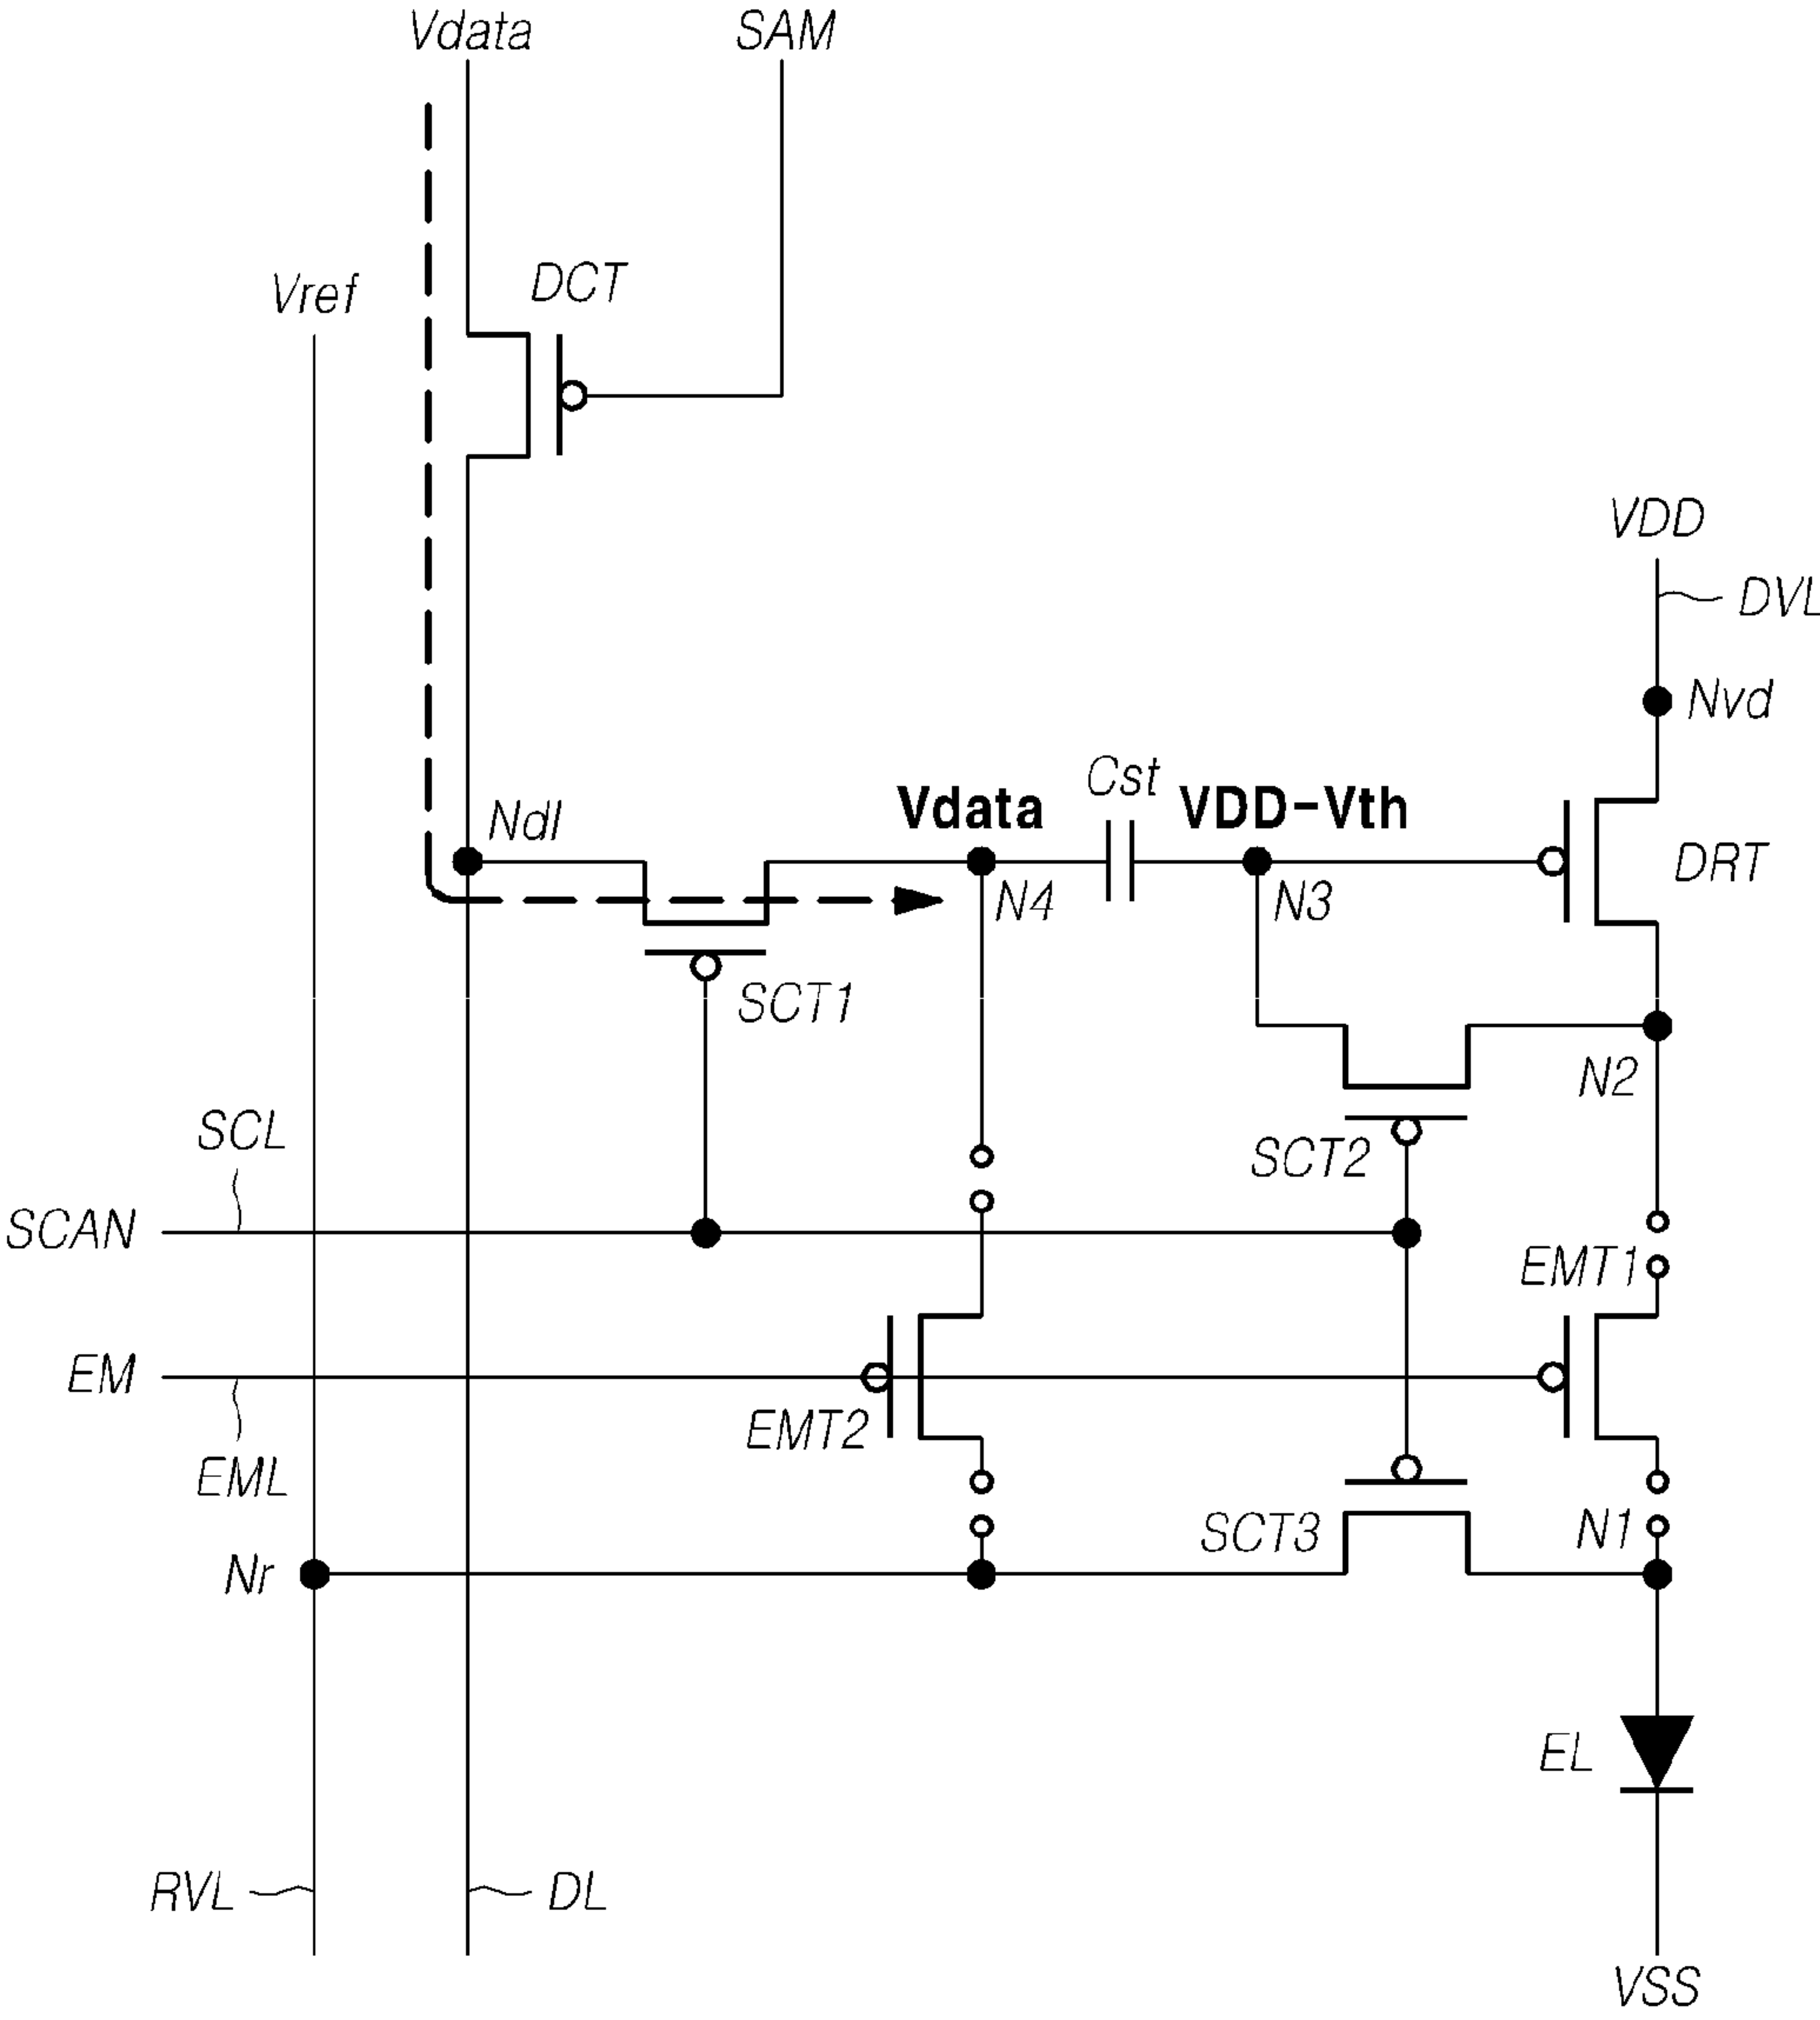 Vdata SAM
Vref DCT
VDD
DVL
Nvd
Ndl Vdata Cst VDD-Vth
DRT
N4 N3
SCT1
N2
SCL SCT2
SCAN
EMT1
EM
EMT2
EML
SCT3 N1
Nr
EL
RVL DL
VSS